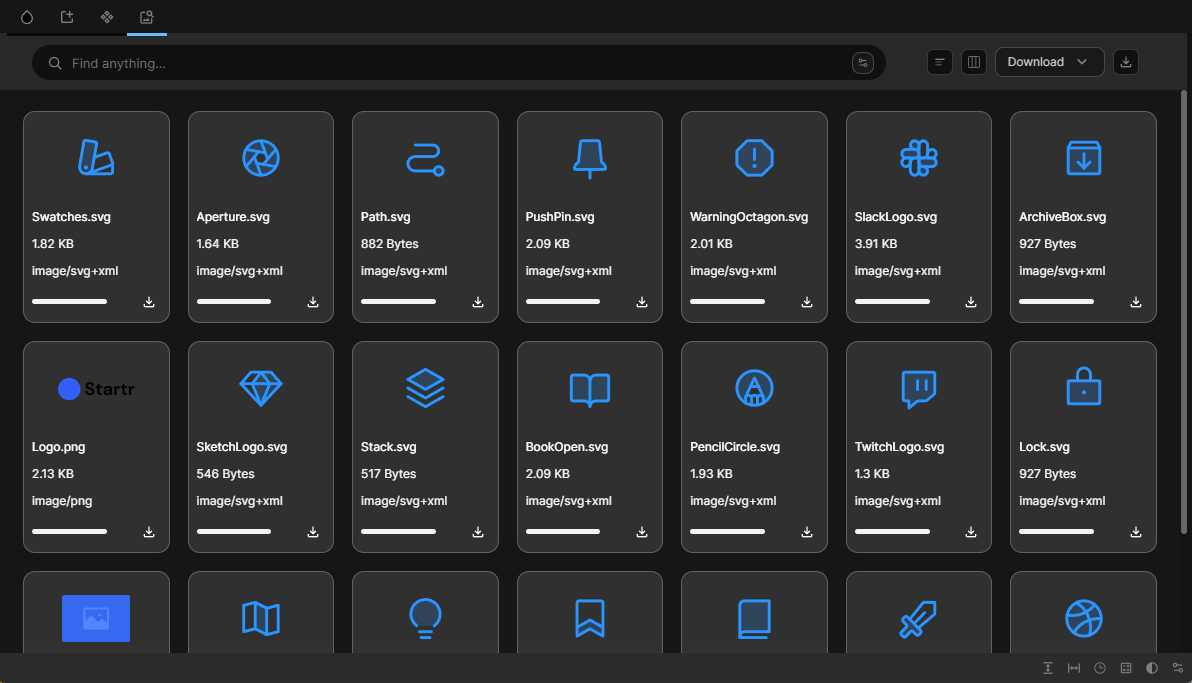 Find anything...
Download
Swatches.svg
1.82 KB
image/svg+xml
Aperture.svg
1.64 KB
image/svg+xml
Path.svg
882 Bytes
image/svg+xml
PushPin.svg
2.09 KB
image/svg+xml
WarningOctagon.svg
2.01 KB
image/svg+xml
SlackLogo.svg
3.91 KB
image/svg+xml
ArchiveBox.svg
927 Bytes
image/svg+xml
Startr
Logo.png
2.13 KB
image/png
SketchLogo.svg
546 Bytes
image/svg+xml
Stack.svg
517 Bytes
image/svg+xml
BookOpen.svg
2.09 KB
image/svg+xml
PencilCircle.svg
1.93 KB
image/svg+xml
TwitchLogo.svg
1.3 KB
image/svg+xml
Lock.svg
927 Bytes
image/svg+xml